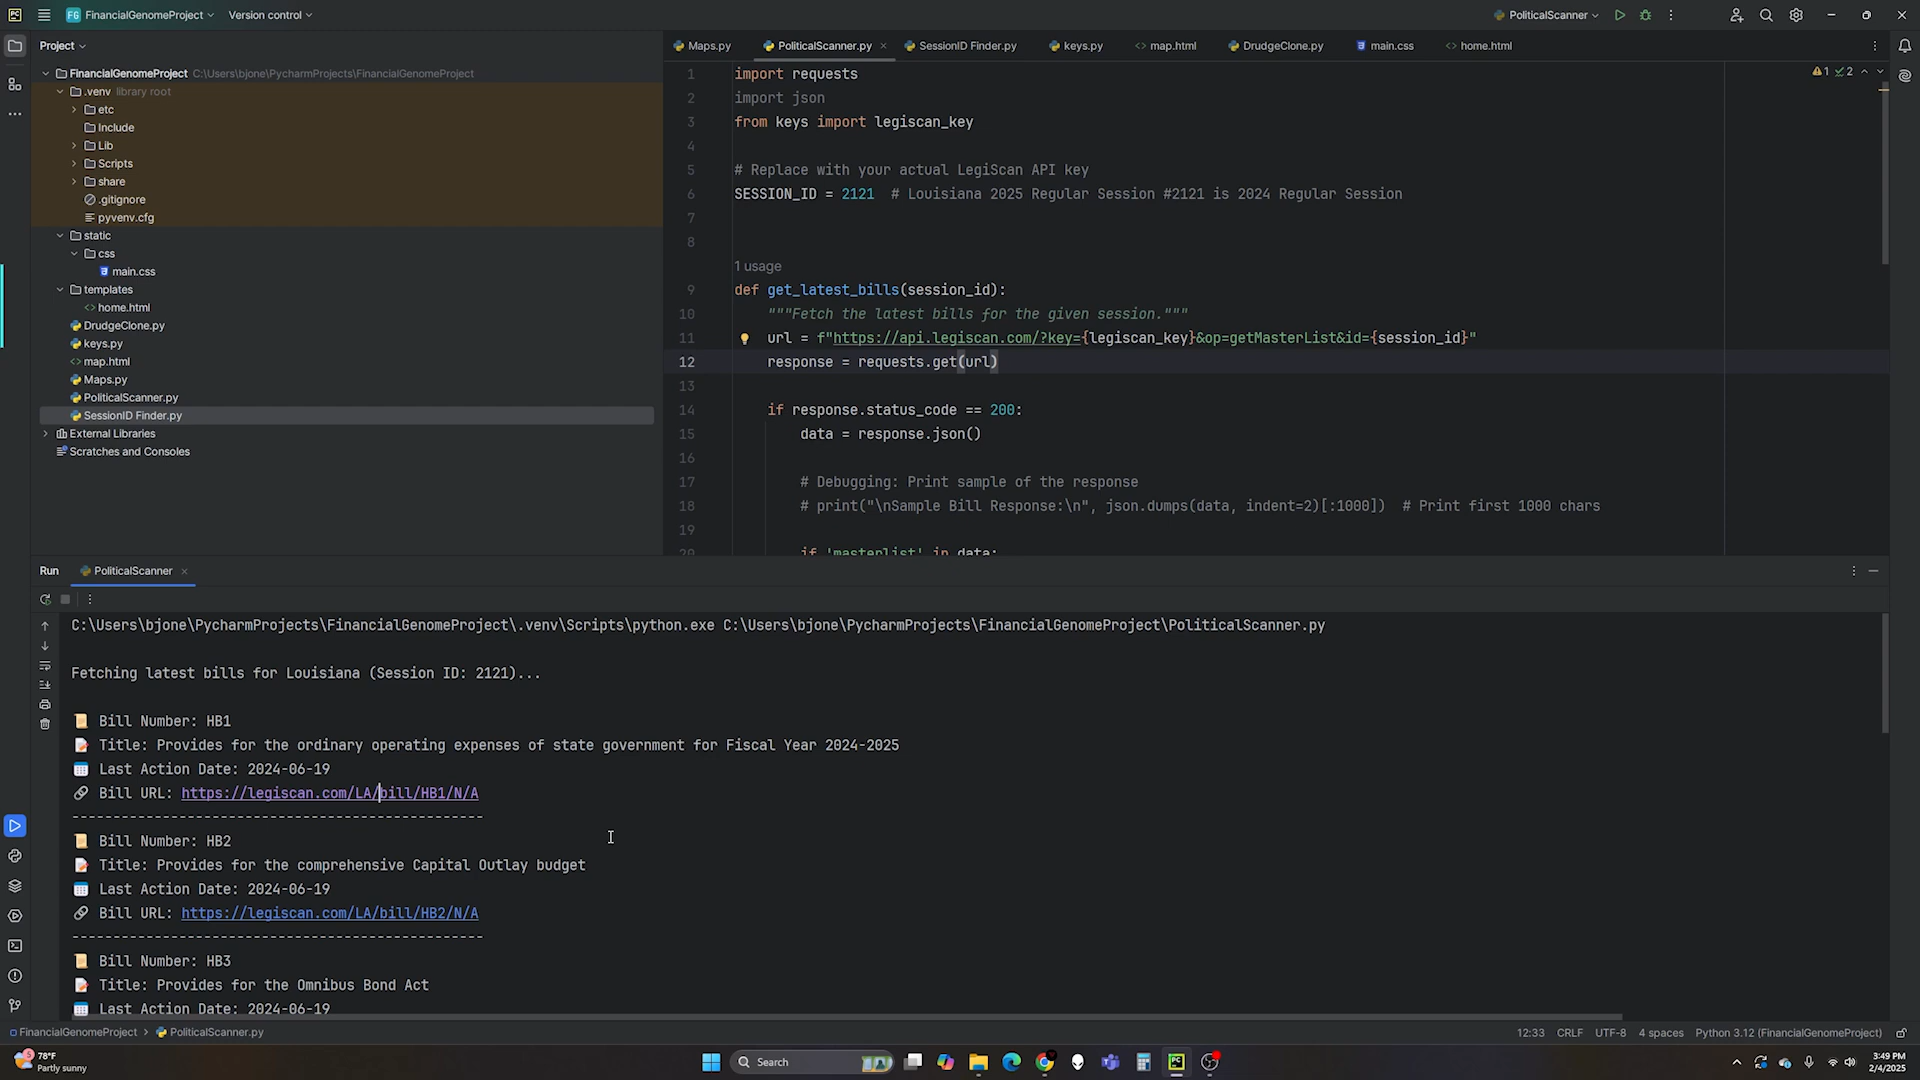 FG FinancialGenomeProject Version control PoliticalScanner
Project
Maps.py PoliticalScanner.py SessionID Finder.py keys.py map.html DrudgeClone.py main.css home.html
FinancialGenomeProject C:\Users\bjone\PycharmProjects\FinancialGenomeProject
.venv library root
etc
Include
Lib
Scripts
share
.gitignore
pyvenv.cfg
static
css
main.css
templates
home.html
DrudgeClone.py
keys.py
map.html
Maps.py
PoliticalScanner.py
SessionID Finder.py
External Libraries
Scratches and Consoles
1 2
1 import requests
2 import json
3 from keys import legiscan_key
4
5 # Replace with your actual LegiScan API key
6 SESSION_ID = 2121 # Louisiana 2025 Regular Session #2121 is 2024 Regular Session
7
8
1 usage
9 def get_latest_bills(session_id):
10 """Fetch the latest bills for the given session."""
11 url = f"https://api.legiscan.com/?key={legiscan_key}&op=getMasterList&id={session_id}"
12 response = requests.get(url)
13
14 if response.status_code == 200:
15 data = response.json()
16
17 # Debugging: Print sample of the response
18 # print("\nSample Bill Response:\n", json.dumps(data, indent=2)[:1000]) # Print first 1000 chars
19
20 if 'masterlist' in data:
Run PoliticalScanner
C:\Users\bjone\PycharmProjects\FinancialGenomeProject\.venv\Scripts\python.exe C:\Users\bjone\PycharmProjects\FinancialGenomeProject\PoliticalScanner.py
Fetching latest bills for Louisiana (Session ID: 2121)...
📜 Bill Number: HB1
📝 Title: Provides for the ordinary operating expenses of state government for Fiscal Year 2024-2025
📅 Last Action Date: 2024-06-19
🔗 Bill URL: https://legiscan.com/LA/bill/HB1/N/A
--------------------------------------------------
📜 Bill Number: HB2
📝 Title: Provides for the comprehensive Capital Outlay budget
📅 Last Action Date: 2024-06-19
🔗 Bill URL: https://legiscan.com/LA/bill/HB2/N/A
--------------------------------------------------
📜 Bill Number: HB3
📝 Title: Provides for the Omnibus Bond Act
📅 Last Action Date: 2024-06-19
FinancialGenomeProject > PoliticalScanner.py 12:33 CRLF UTF-8 4 spaces Python 3.12 (FinancialGenomeProject)
78°F
Partly sunny
Search
3:49 PM
2/4/2025